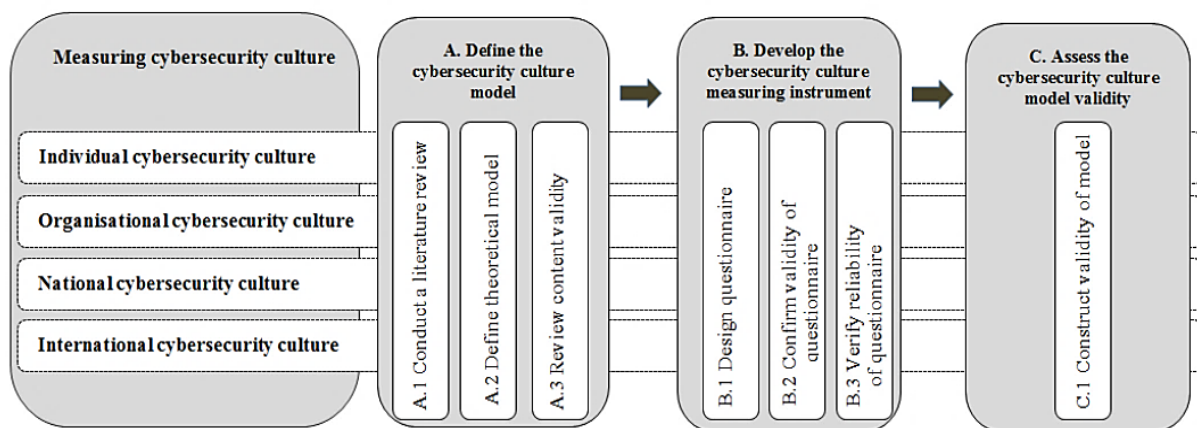 Measuring cybersecurity culture
Individual cybersecurity culture
Organisational cybersecurity culture
National cybersecurity culture
International cybersecurity culture
A. Define the
cybersecurity culture
model
A.1 Conduct a literature review
A.2 Define theoretical model
A.3 Review content validity
B. Develop the
cybersecurity culture
measuring instrument
B.1 Design questionnaire
B.2 Confirm validity of
questionnaire
B.3 Verify reliability
of questionnaire
C. Assess the
cybersecurity culture
model validity
C.1 Construct validity of model